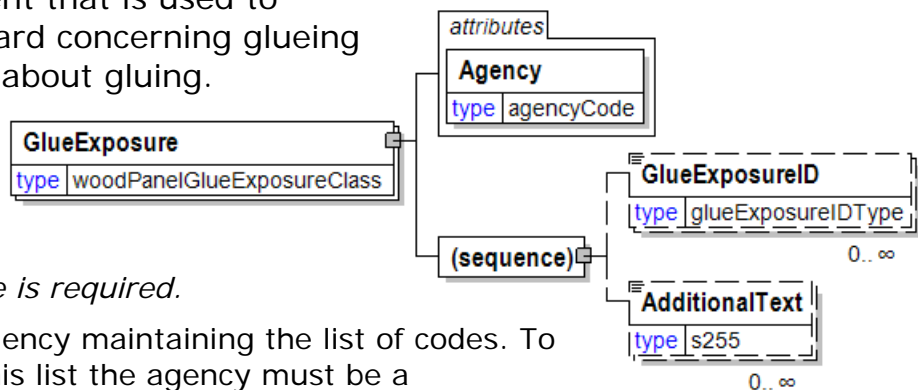 ent that is used to
ard concerning glueing
about gluing.
attributes
Agency
type agencyCode
GlueExposure
type woodPanelGlueExposureClass
GlueExposureID
type glueExposureIDType
0.. ∞
(sequence)
AdditionalText
type s255
0.. ∞
e is required.
ency maintaining the list of codes. To
is list the agency must be a